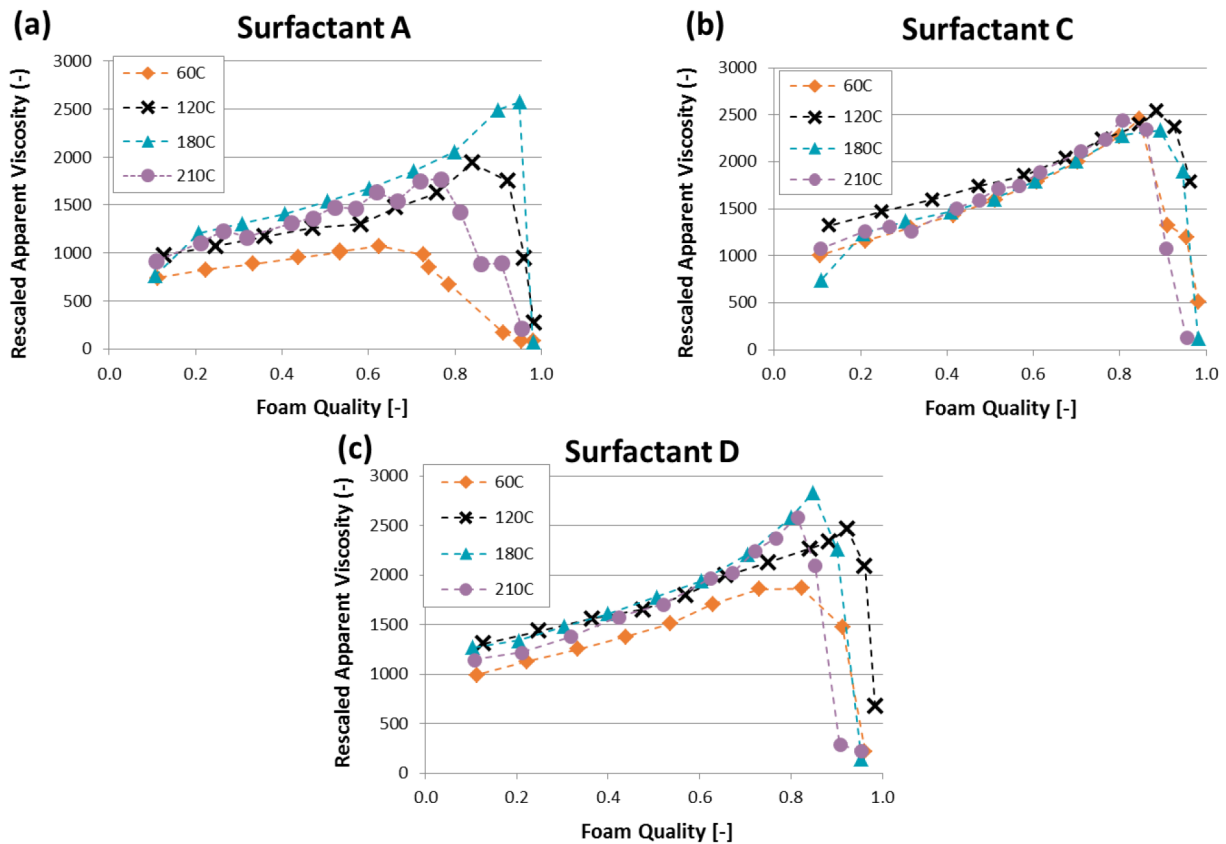 (a)
Surfactant A
Rescaled Apparent Viscosity (-)
3000
2500
2000
1500
1000
500
0
60C
120C
180C
210C
0.0 0.2 0.4 0.6 0.8 1.0
Foam Quality [-]
(b)
Surfactant C
Rescaled Apparent Viscosity (-)
3000
2500
2000
1500
1000
500
0
60C
120C
180C
210C
0.0 0.2 0.4 0.6 0.8 1.0
Foam Quality [-]
(c)
Surfactant D
Rescaled Apparent Viscosity (-)
3000
2500
2000
1500
1000
500
0
60C
120C
180C
210C
0.0 0.2 0.4 0.6 0.8 1.0
Foam Quality [-]